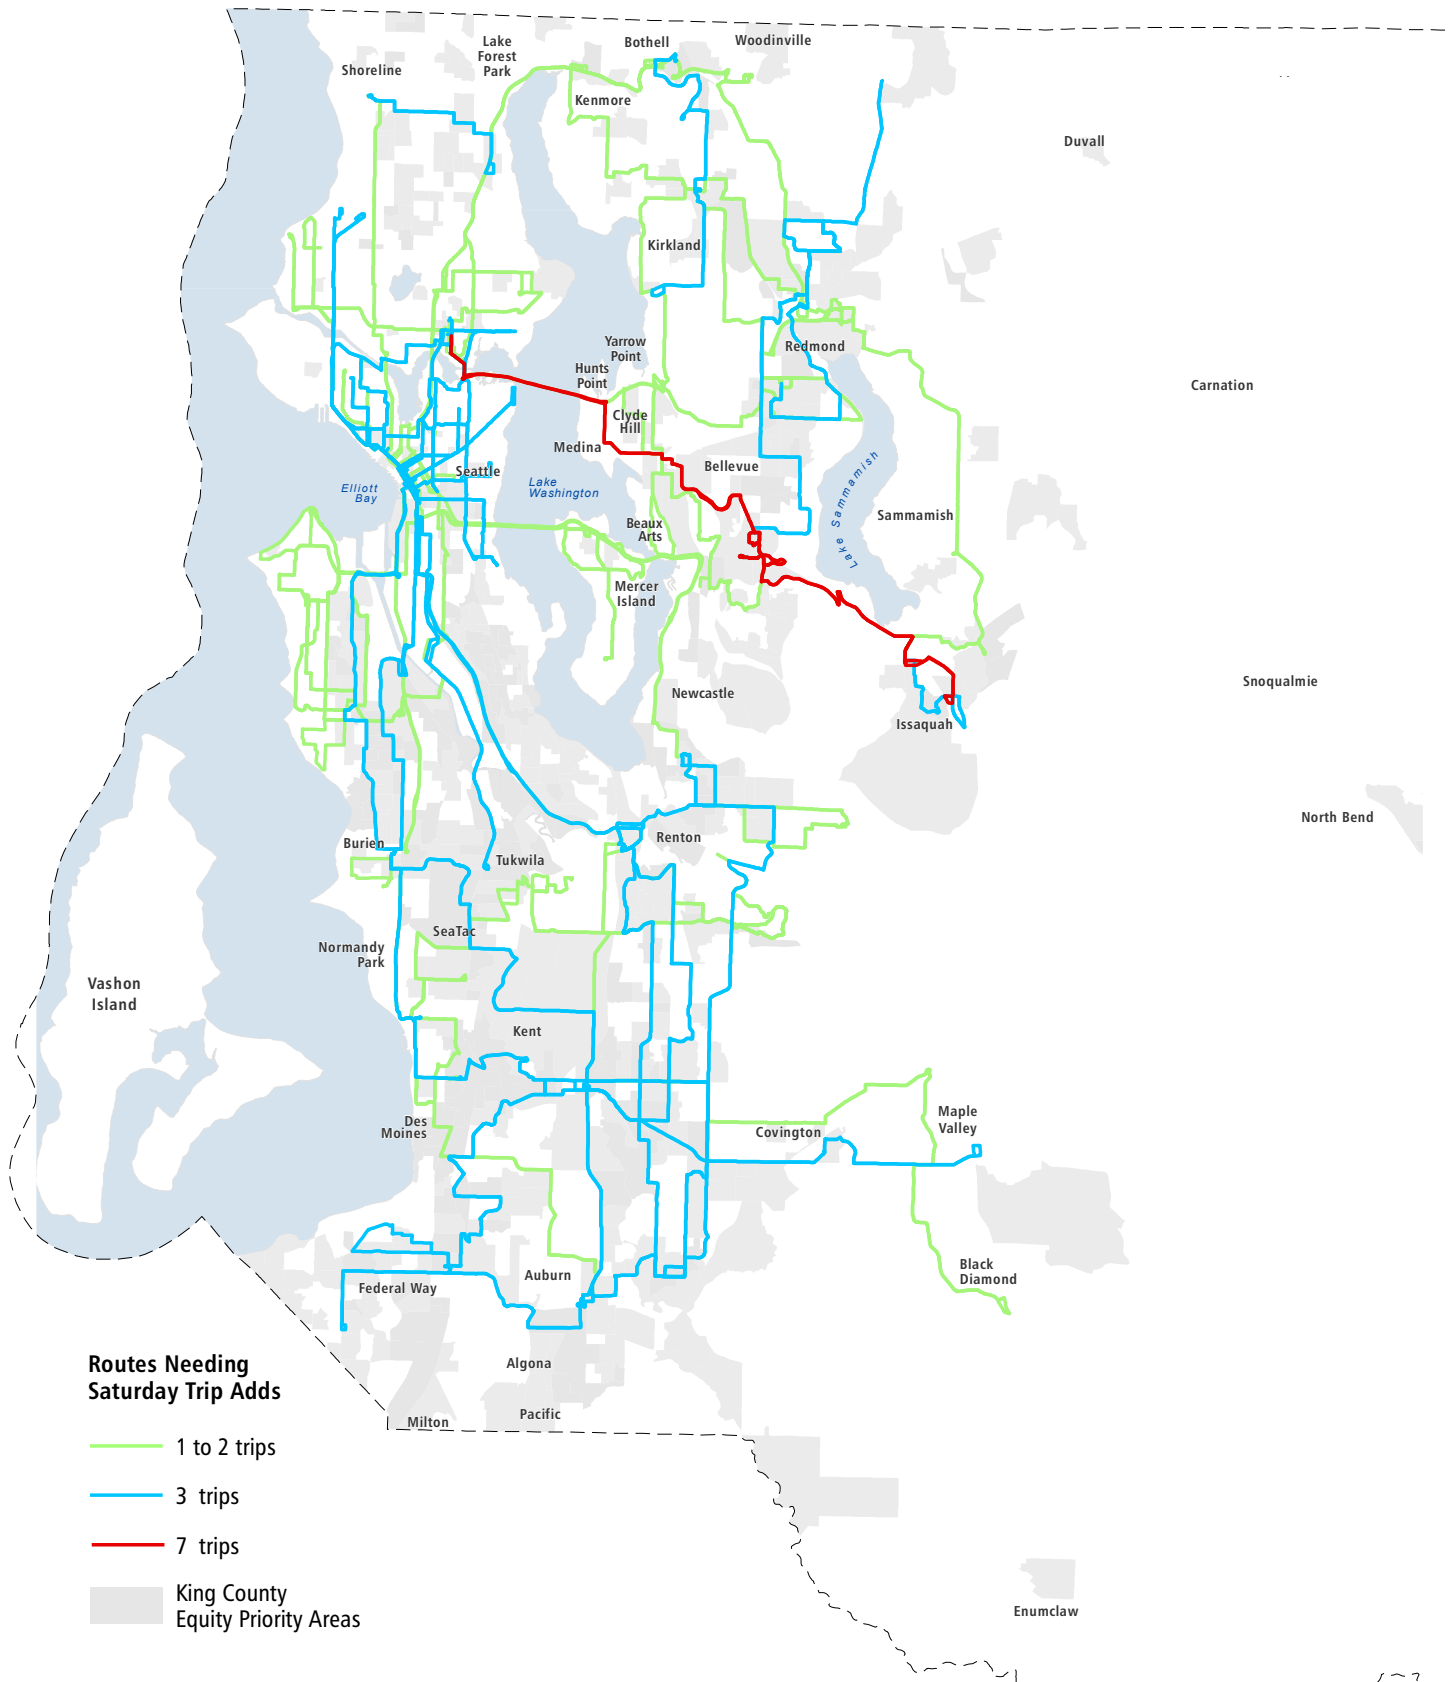 Lake
Forest
Park
Bothell
Woodinville
Shoreline
Kenmore
Duvall
Kirkland
Yarrow
Point
Redmond
Hunts
Point
Carnation
Clyde
Hill
Medina
Bellevue
Seattle
Elliott
Bay
Lake
Washington
Lake Sammamish
Sammamish
Beaux
Arts
Mercer
Island
Newcastle
Snoqualmie
Issaquah
North Bend
Burien
Renton
Tukwila
SeaTac
Normandy
Park
Vashon
Island
Kent
Des
Moines
Covington
Maple
Valley
Black
Diamond
Auburn
Federal Way
Algona
Pacific
Milton
Enumclaw
Routes Needing
Saturday Trip Adds
1 to 2 trips
3 trips
7 trips
King County
Equity Priority Areas